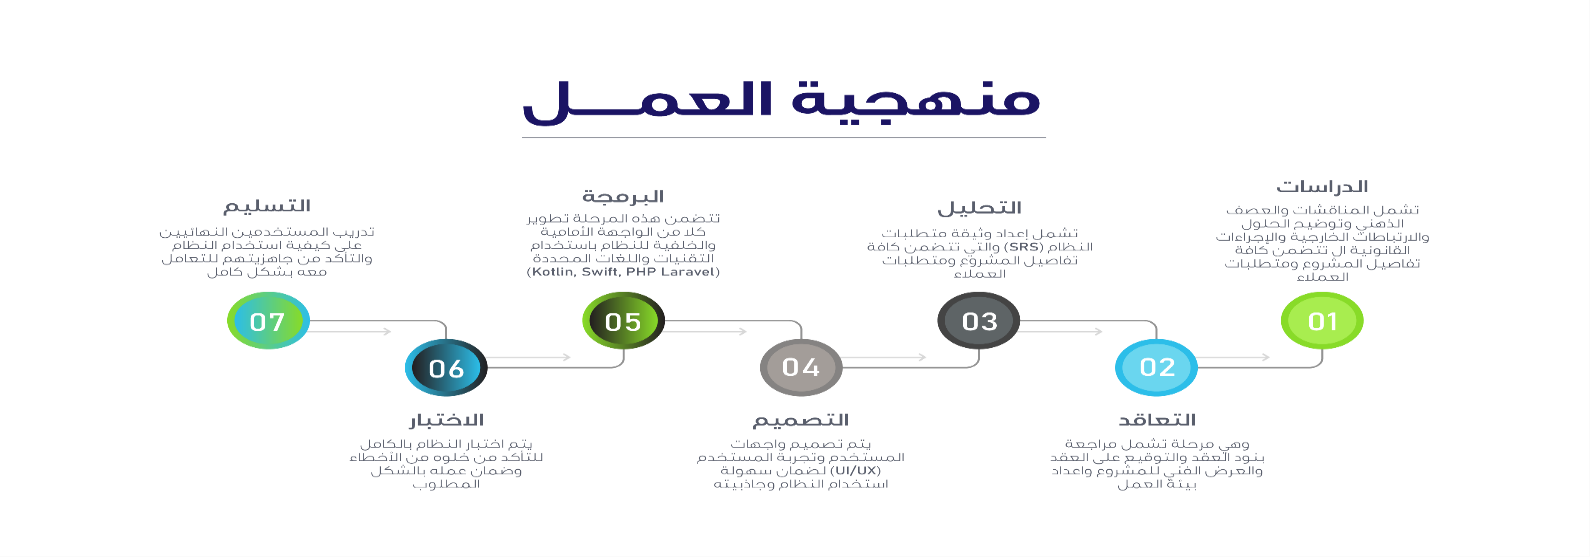 منهجية العمـــل
الدراسات
تشمل المناقشات والعصف
الذهني وتوضيح الحلول
والارتباطات الخارجية والإجراءات
القانونية ال تتضمن كافة
تفاصيل المشروع ومتطلبات
العملاء
01
02
التعاقد
وهي مرحلة تشمل مراجعة
بنود العقد والتوقيع على العقد
والعرض الفني للمشروع واعداد
بيئة العمل
التحليل
تشمل إعداد وثيقة متطلبات
النظام (SRS) والتي تتضمن كافة
تفاصيل المشروع ومتطلبات
العملاء
03
04
التصميم
يتم تصميم واجهات
المستخدم وتجربة المستخدم
(UI/UX) لضمان سهولة
استخدام النظام وجاذبيته
البرمجة
تتضمن هذه المرحلة تطوير
كلا من الواجهة الأمامية
والخلفية للنظام باستخدام
التقنيات واللغات المحددة
(Kotlin, Swift, PHP Laravel)
05
06
الاختبار
يتم اختبار النظام بالكامل
للتأكد من خلوه من الأخطاء
وضمان عمله بالشكل
المطلوب
التسليم
تدريب المستخدمين النهائيين
على كيفية استخدام النظام
والتأكد من جاهزيتهم للتعامل
معه بشكل كامل
07